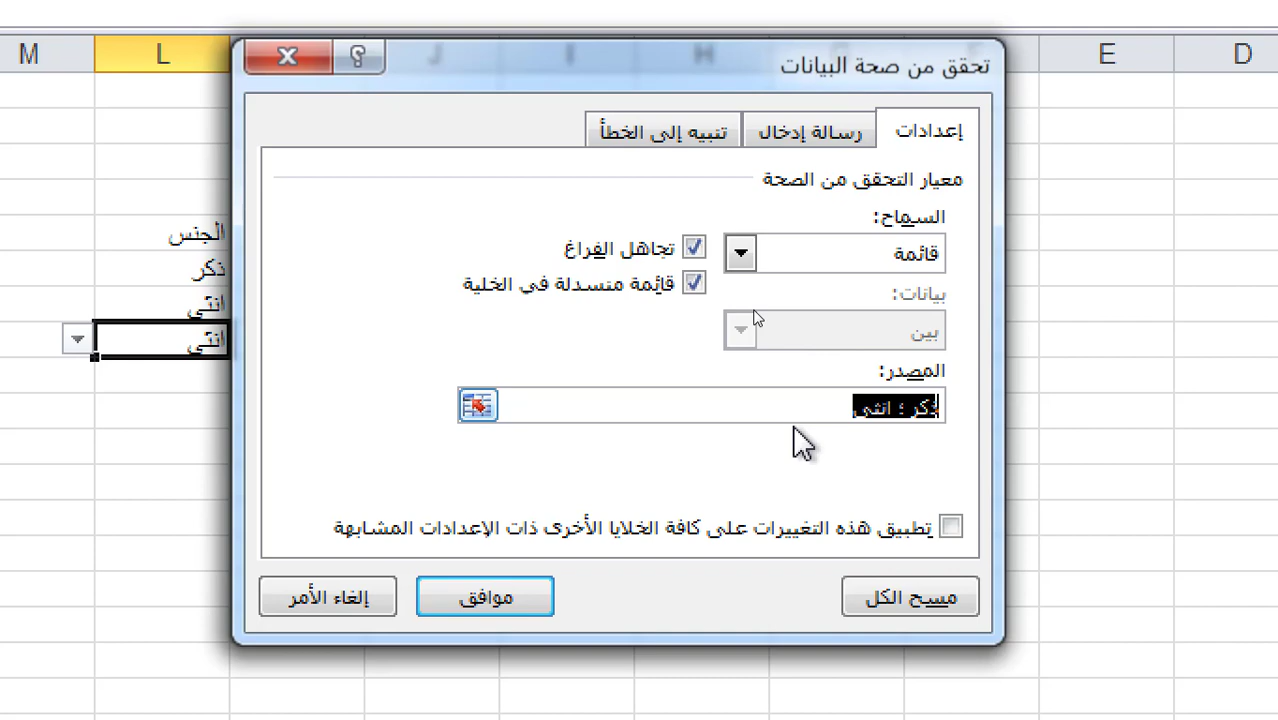 D
E
F
G
H
I
J
L
M
تحقق من صحة البيانات
إعدادات
رسالة إدخال
تنبيه إلى الخطأ
معيار التحقق من الصحة
السماح:
قائمة
تجاهل الفراغ
قائمة منسدلة في الخلية
بيانات:
بين
المصدر:
ذكر ؛ انثى
تطبيق هذه التغييرات على كافة الخلايا الأخرى ذات الإعدادات المشابهة
مسح الكل
موافق
إلغاء الأمر
الجنس
ذكر
انثى
انثى